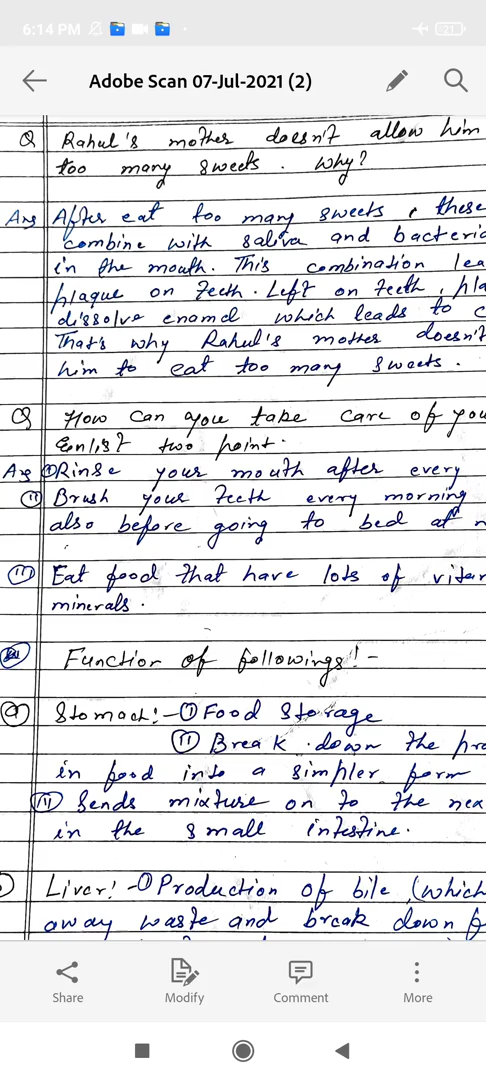 6:14 PM
21
Adobe Scan 07-Jul-2021 (2)
Q Rahul's mother doesn't allow him
too many sweets. Why?
Ans After eat too many sweets, these
combine with saliva and bacteria
in the mouth. This combination lea
plaque on teeth. Left on teeth, pla
dissolve enamel which leads to c
That's why Rahul's mother doesn't
him to eat too many sweets.
Q How can you take care of you
Enlist two point.
Ans (i) Rinse your mouth after every
(ii) Brush your teeth every morning
also before going to bed at n
(iii) Eat food that have lots of vitam
minerals.
Function of followings:-
(a) Stomach:- (i) Food Storage
(ii) Break down the pro
in food into a simpler form
(iii) Sends mixture on to the nex
in the small intestine.
Liver:- (i) Production of bile, (which
away waste and break down f
Share
Modify
Comment
More